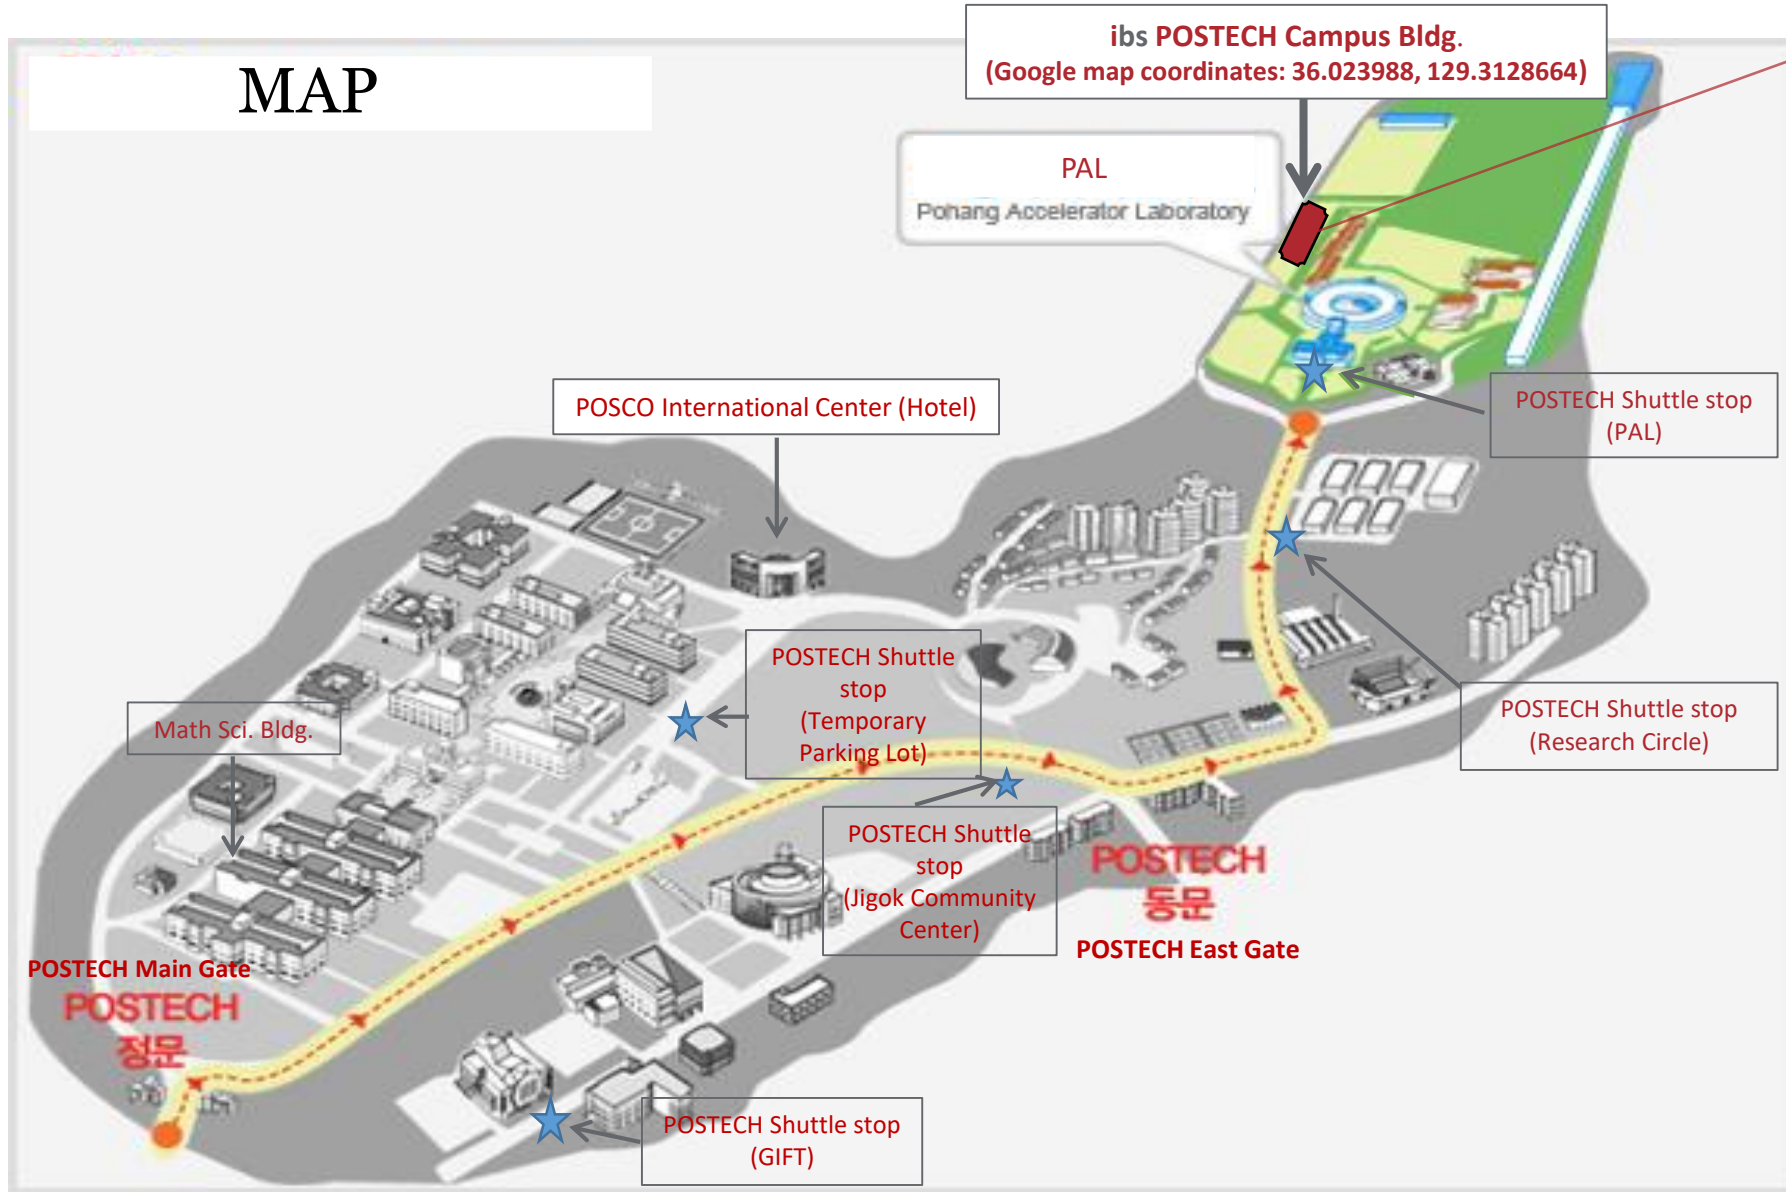 ibs POSTECH Campus Bldg.
(Google map coordinates: 36.023988, 129.3128664)
MAP
PAL
Pohang Accelerator Laboratory
POSCO International Center (Hotel)
POSTECH Shuttle stop
(PAL)
POSTECH Shuttle
stop
(Temporary
Parking Lot)
Math Sci. Bldg.
POSTECH Shuttle stop
(Research Circle)
POSTECH Shuttle
stop
(Jigok Community
Center)
POSTECH
동문
POSTECH East Gate
POSTECH Main Gate
POSTECH
정문
POSTECH Shuttle stop
(GIFT)